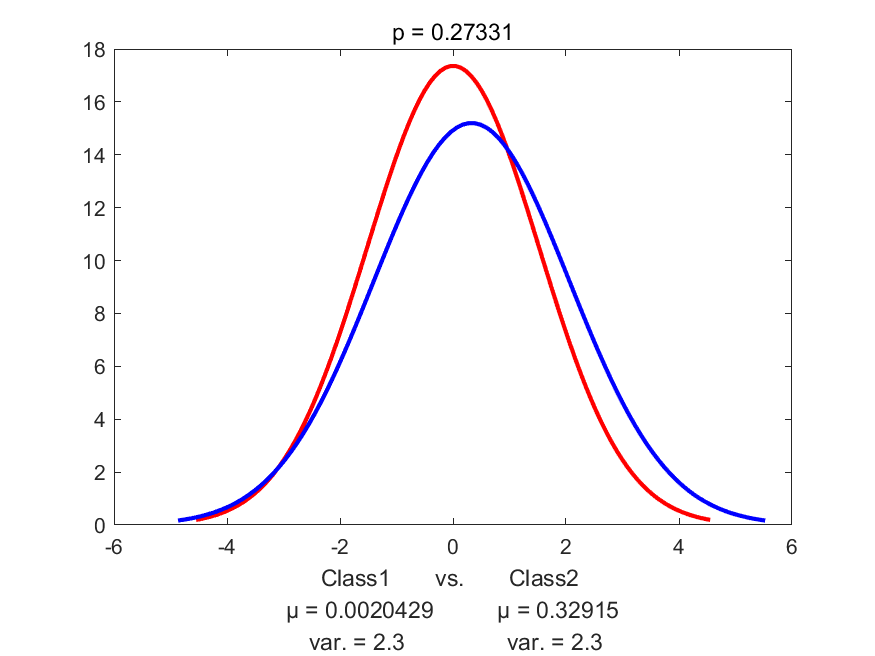 p = 0.27331
18
16
14
12
10
8
6
4
2
0
-6 -4 -2 0 2 4 6
Class1 vs. Class2
μ = 0.0020429 μ = 0.32915
var. = 2.3 var. = 2.3